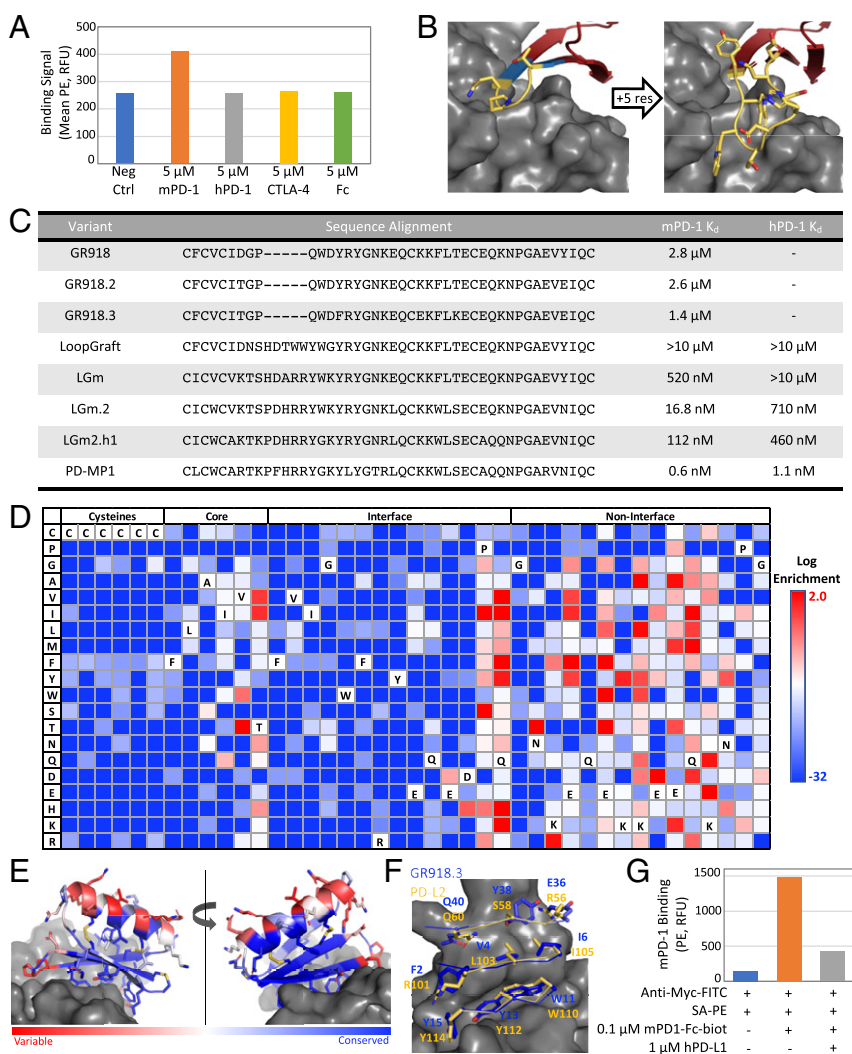 A
Binding Signal
(Mean PE, RFU)
500
400
300
200
100
0
Neg Ctrl
5 µM mPD-1
5 µM hPD-1
5 µM CTLA-4
5 µM Fc
B
+5 res
C
Variant Sequence Alignment mPD-1 Kd hPD-1 Kd
GR918 CFCVCIDGP-----QWDYRYGNKEQCKKFLTECEQKNPGAEVYIQC 2.8 µM -
GR918.2 CFCVCITGP-----QWDYRYGNKEQCKKFLTECEQKNPGAEVEIQC 2.6 µM -
GR918.3 CFCVCITGP-----QWDFRYGNKEQCKEFLKECEQKNPGAEVEIQC 1.4 µM -
LoopGraft CFCVCIDNSHDTWWYWGYRYGNKEQCKKFLTECEQKNPGAEVYIQC >10 µM >10 µM
LGm CICVCVKTSHDARRYWKYRYGNKEQCKKFLTECEQKNPGAEVYIQC 520 nM >10 µM
LGm.2 CICWCVKTSPDHRRYWKYRYGNKLQCKKWLSECEQKNPGAEVNIQC 16.8 nM 710 nM
LGm2.h1 CICWCAKTKPDHRRYGKYRYGNRLQCKKWLSECAQQNPGAEVNIQC 112 nM 460 nM
PD-MP1 CLCWCARTKPFHRRYGKYLYGTRLQCKKWLSECAQQNPGARVNIQC 0.6 nM 1.1 nM
D
Cysteines Core Interface Non-Interface
C C C C C C C
P P P
G G G G
A A
V V V
I I I
L L
M
F F F F
Y Y
W W
S
T T
N N N
Q Q Q Q Q
D D
E E E E E E E
H
K K K K K
R R
Log
Enrichment
2.0
-32
E
Variable Conserved
F
GR918.3
PD-L2
Y38
S58
E36
R56
Q40
Q60
V4
L103
I6
I105
F2
R101
W11
W110
Y15
Y114
Y13
Y112
G
mPD-1 Binding
(PE, RFU)
1500
1000
500
0
Anti-Myc-FITC + + +
SA-PE + + +
0.1 µM mPD1-Fc-biot - + +
1 µM hPD-L1 - - +